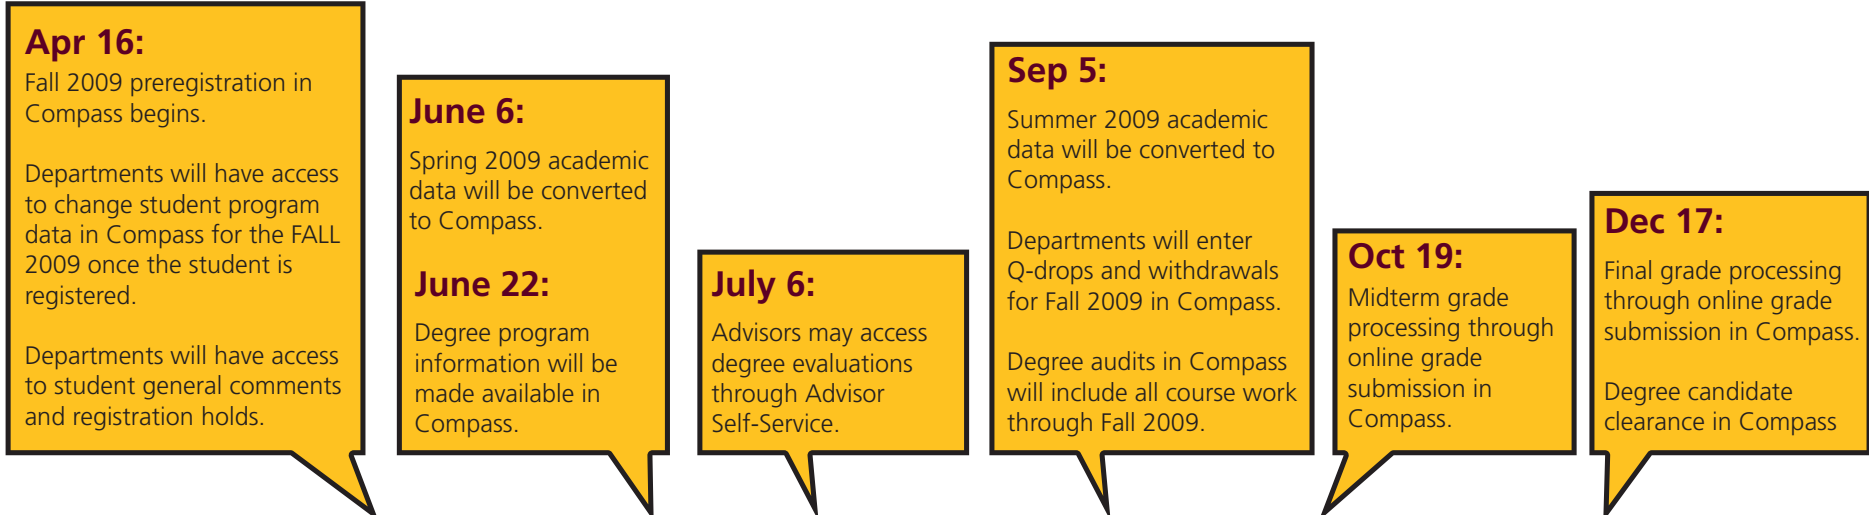 Apr 16:
Fall 2009 preregistration in
Compass begins.
Departments will have access
to change student program
data in Compass for the FALL
2009 once the student is
registered.
Departments will have access
to student general comments
and registration holds.
June 6:
Spring 2009 academic
data will be converted
to Compass.
June 22:
Degree program
information will be
made available in
Compass.
July 6:
Advisors may access
degree evaluations
through Advisor
Self-Service.
Sep 5:
Summer 2009 academic
data will be converted to
Compass.
Departments will enter
Q-drops and withdrawals
for Fall 2009 in Compass.
Degree audits in Compass
will include all course work
through Fall 2009.
Oct 19:
Midterm grade
processing through
online grade
submission in
Compass.
Dec 17:
Final grade processing
through online grade
submission in Compass.
Degree candidate
clearance in Compass